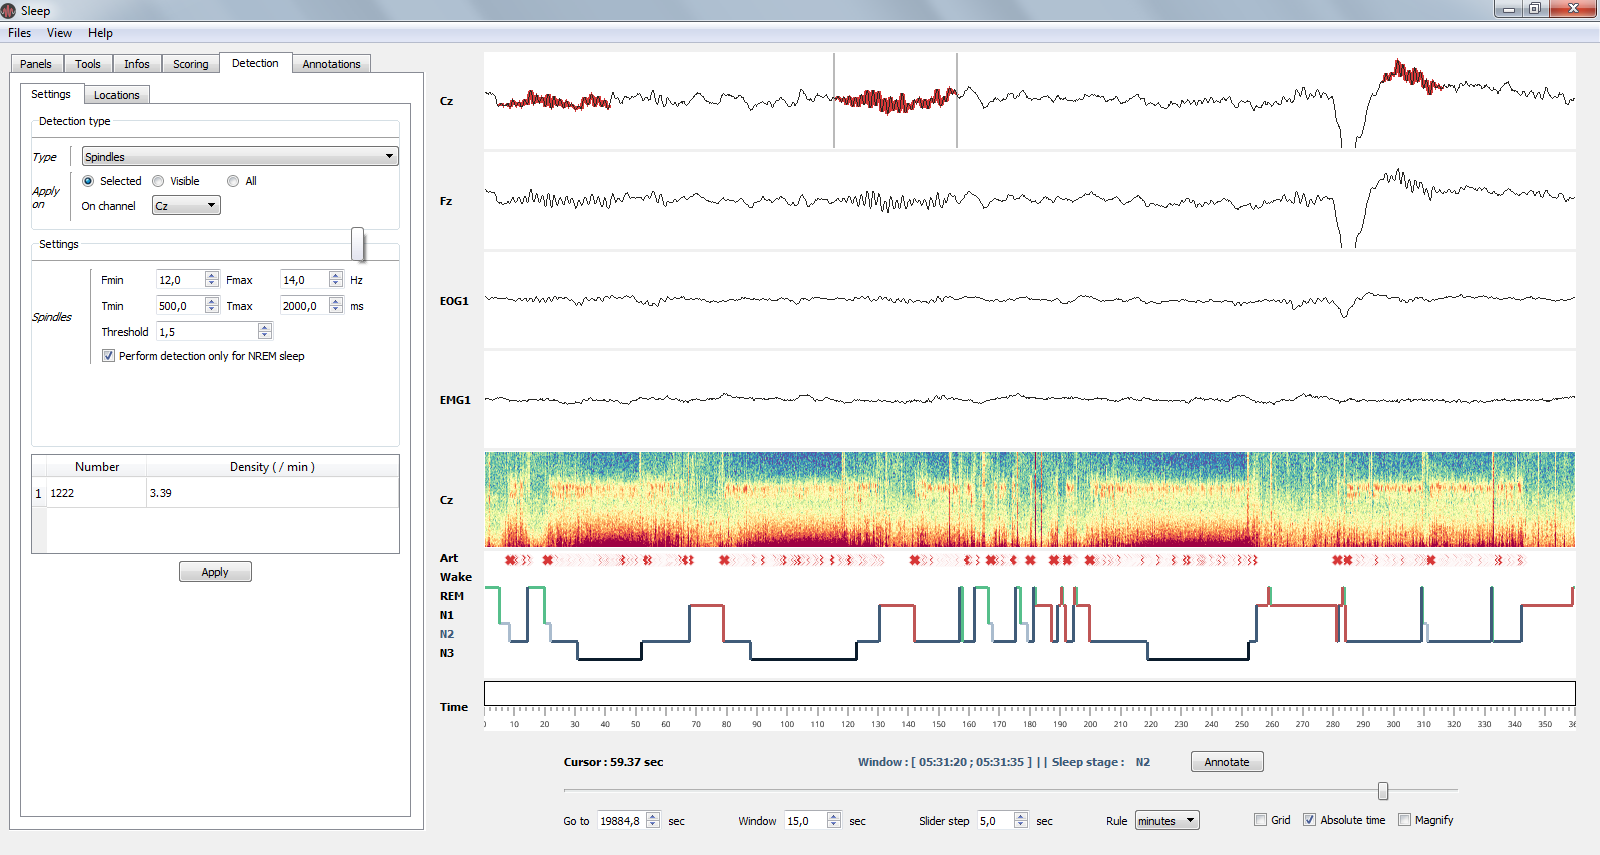 Sleep
Files View Help
Panels Tools Infos Scoring Detection Annotations
Settings Locations
Detection type
Type Spindles
Apply on
Selected Visible All
On channel Cz
Settings
Spindles
Fmin 12,0 Fmax 14,0 Hz
Tmin 500,0 Tmax 2000,0 ms
Threshold 1,5
Perform detection only for NREM sleep
Number Density ( / min )
1 1222 3.39
Apply
Cz
Fz
EOG1
EMG1
Cz
Art
Wake
REM
N1
N2
N3
Time
0 10 20 30 40 50 60 70 80 90 100 110 120 130 140 150 160 170 180 190 200 210 220 230 240 250 260 270 280 290 300 310 320 330 340 350
Cursor : 59.37 sec Window : [ 05:31:20 ; 05:31:35 ] || Sleep stage : N2 Annotate
Go to 19884,8 sec Window 15,0 sec Slider step 5,0 sec Rule minutes Grid Absolute time Magnify